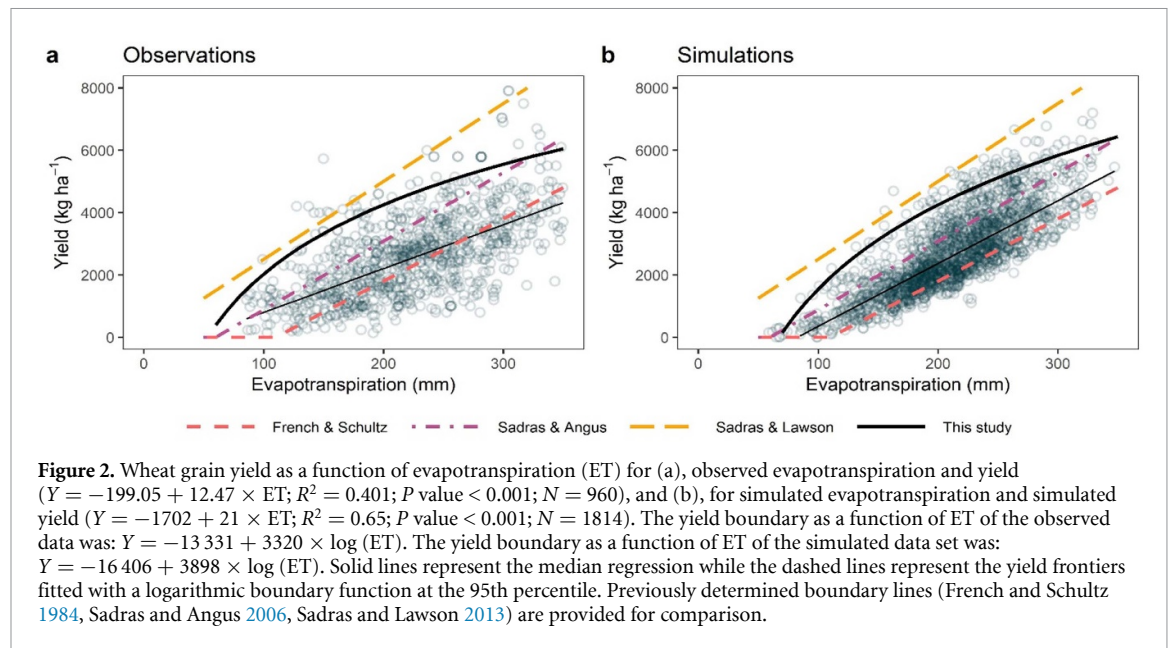 a Observations
b Simulations
8000
6000
4000
2000
0
Yield (kg ha⁻¹)
0 100 200 300
Evapotranspiration (mm)
8000
6000
4000
2000
0
Yield (kg ha⁻¹)
0 100 200 300
Evapotranspiration (mm)
French & Schultz Sadras & Angus Sadras & Lawson This study
Figure 2. Wheat grain yield as a function of evapotranspiration (ET) for (a), observed evapotranspiration and yield
(Y = −199.05 + 12.47 × ET; R² = 0.401; P value < 0.001; N = 960), and (b), for simulated evapotranspiration and simulated
yield (Y = −1702 + 21 × ET; R² = 0.65; P value < 0.001; N = 1814). The yield boundary as a function of ET of the observed
data was: Y = −13 331 + 3320 × log (ET). The yield boundary as a function of ET of the simulated data set was:
Y = −16 406 + 3898 × log (ET). Solid lines represent the median regression while the dashed lines represent the yield frontiers
fitted with a logarithmic boundary function at the 95th percentile. Previously determined boundary lines (French and Schultz
1984, Sadras and Angus 2006, Sadras and Lawson 2013) are provided for comparison.